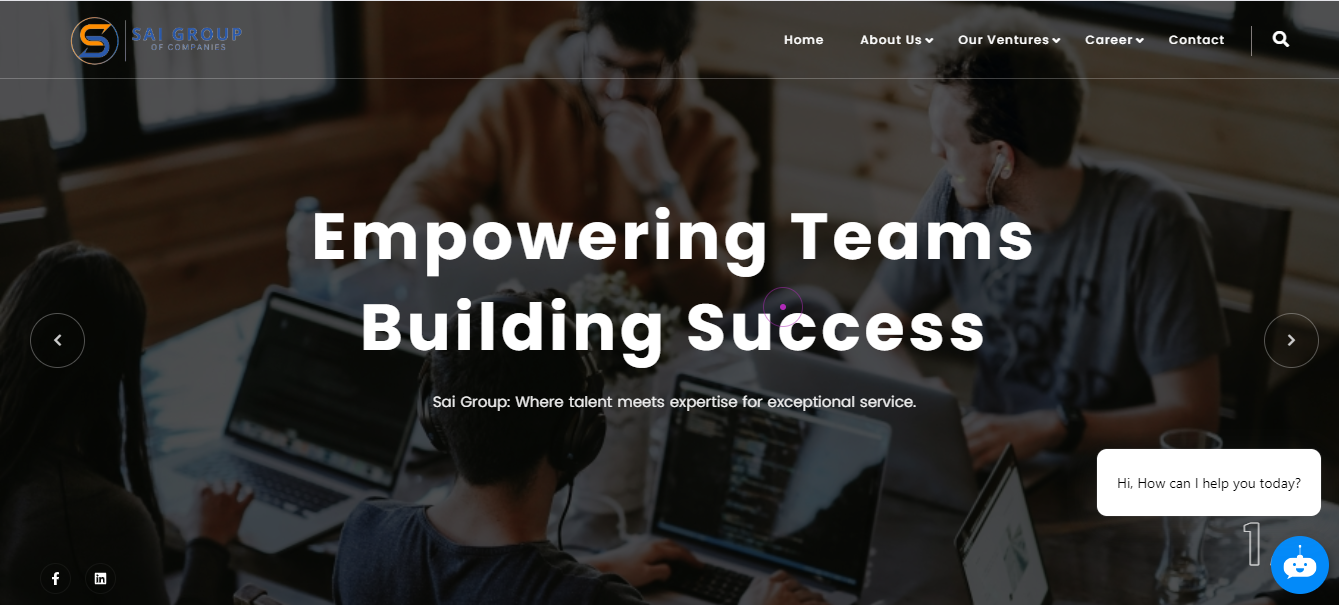 SAI GROUP
OF COMPANIES
Home About Us Our Ventures Career Contact
Empowering Teams
Building Success
Sai Group: Where talent meets expertise for exceptional service.
Hi, How can I help you today?
1